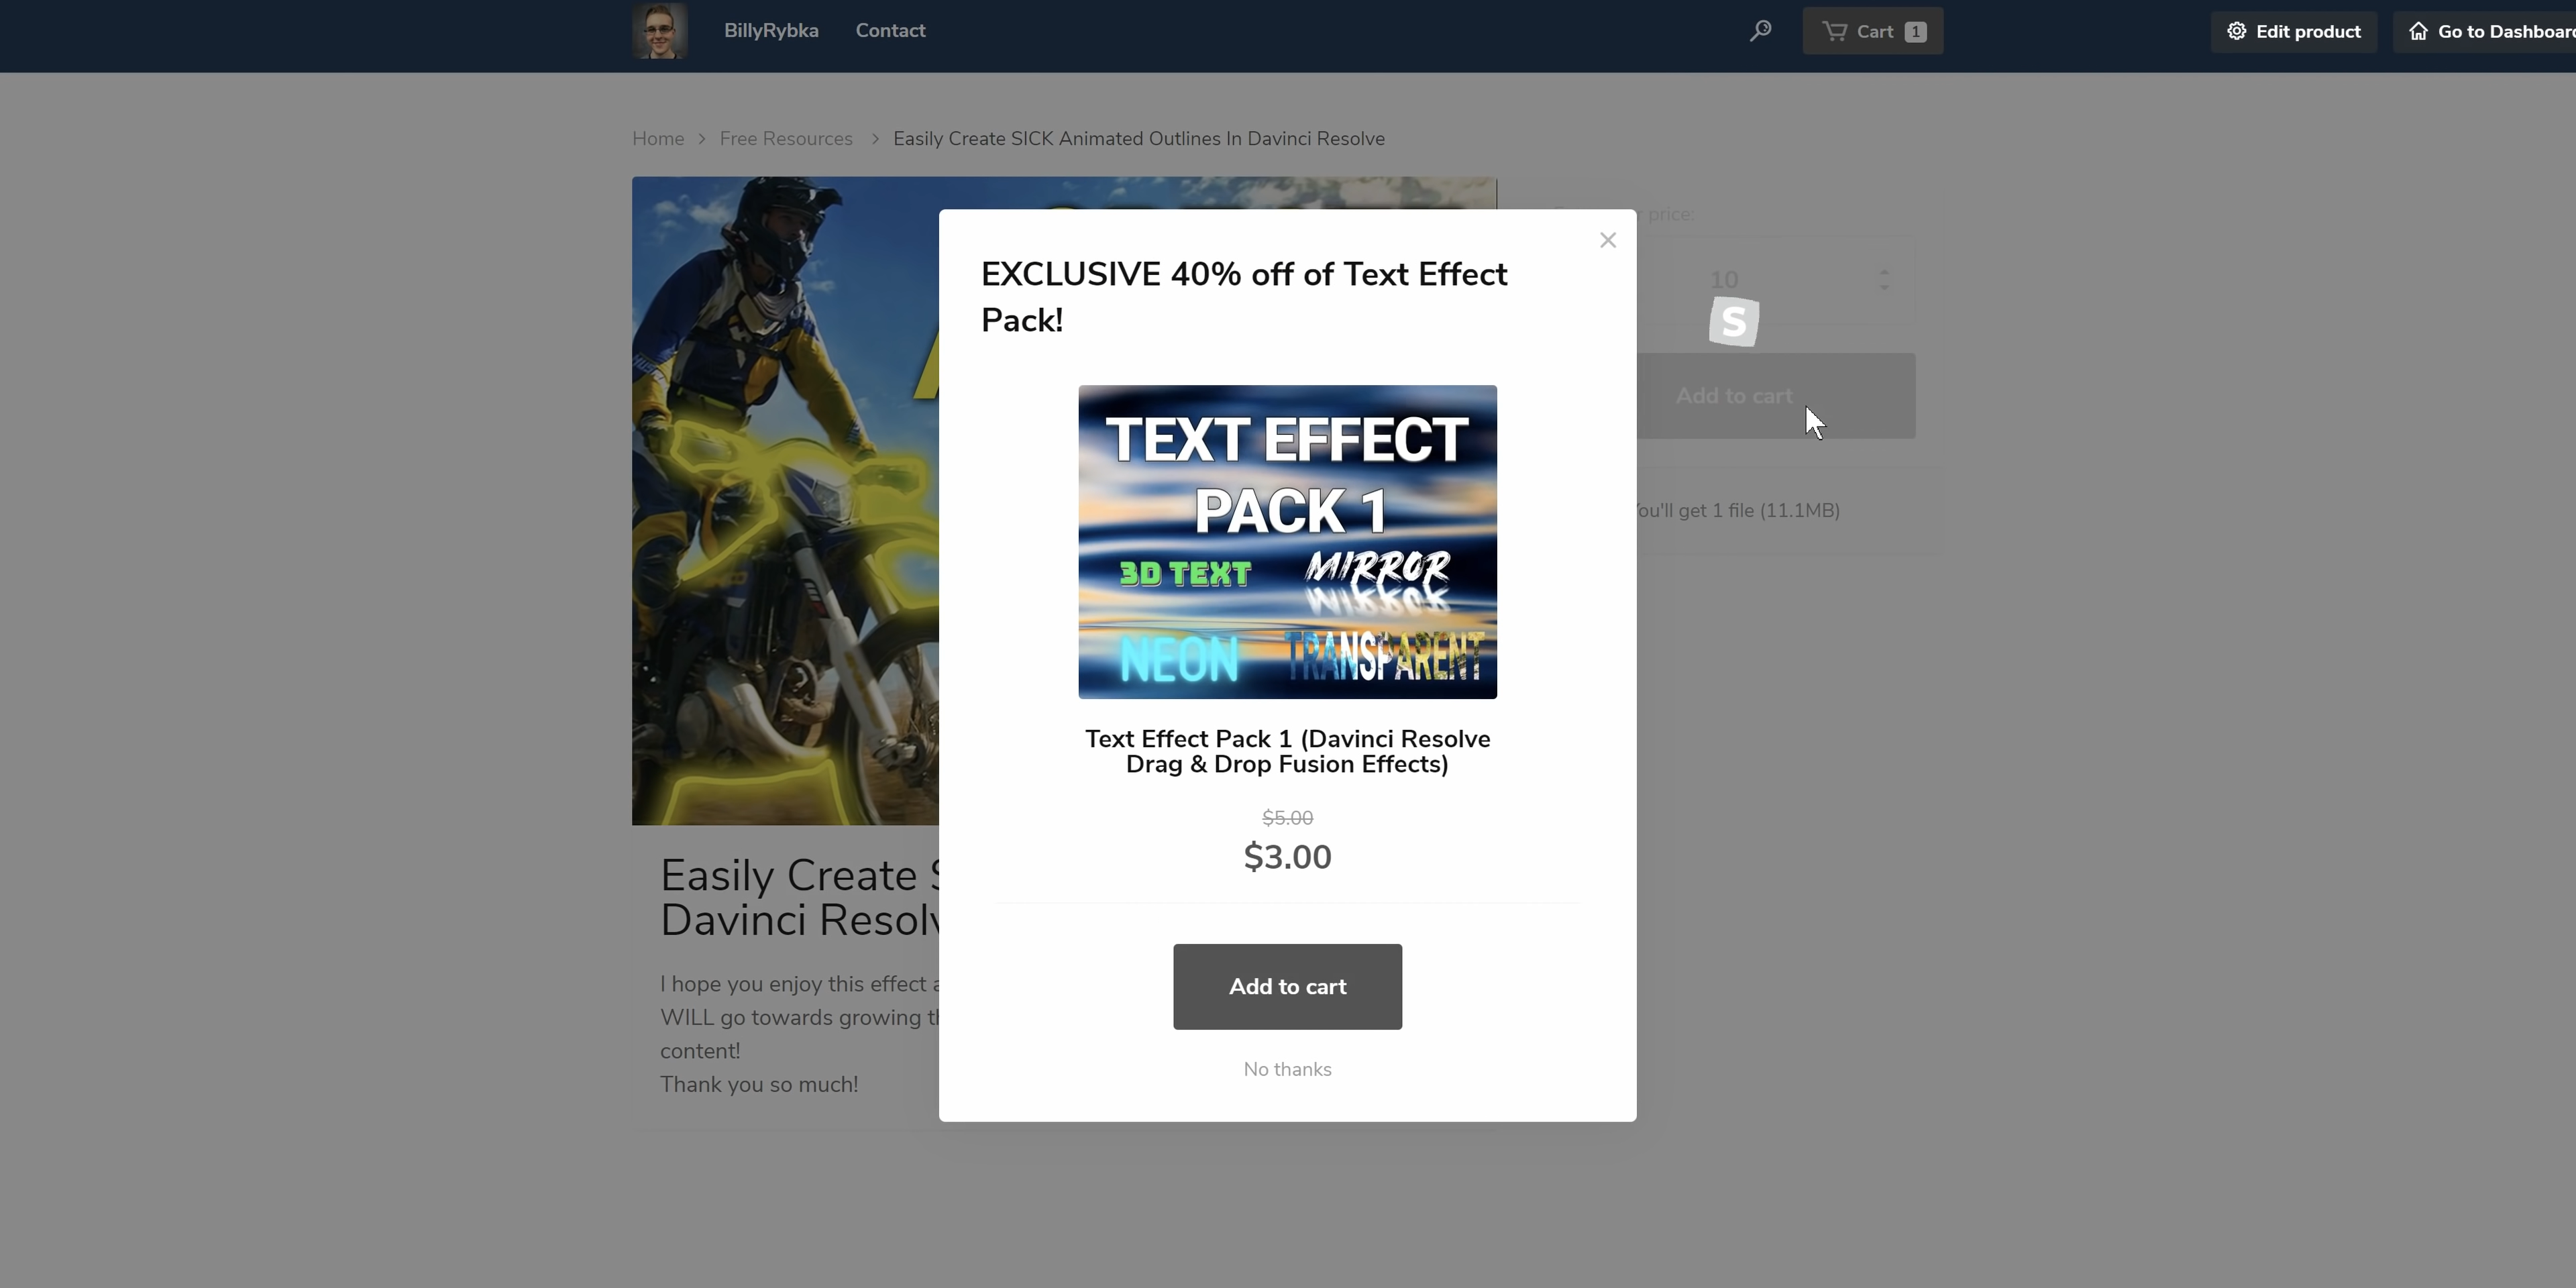 BillyRybka
Contact
Cart 1
Edit product
Go to Dashboar
Home > Free Resources > Easily Create SICK Animated Outlines In Davinci Resolve
price:
10
S
Add to cart
You'll get 1 file (11.1MB)
EXCLUSIVE 40% off of Text Effect
Pack!
TEXT EFFECT
PACK 1
3D TEXT
MIRROR
NEON
TRANSPARENT
Text Effect Pack 1 (Davinci Resolve
Drag & Drop Fusion Effects)
$5.00
$3.00
Add to cart
No thanks
Easily Create
Davinci Resolv
I hope you enjoy this effect a
WILL go towards growing th
content!
Thank you so much!